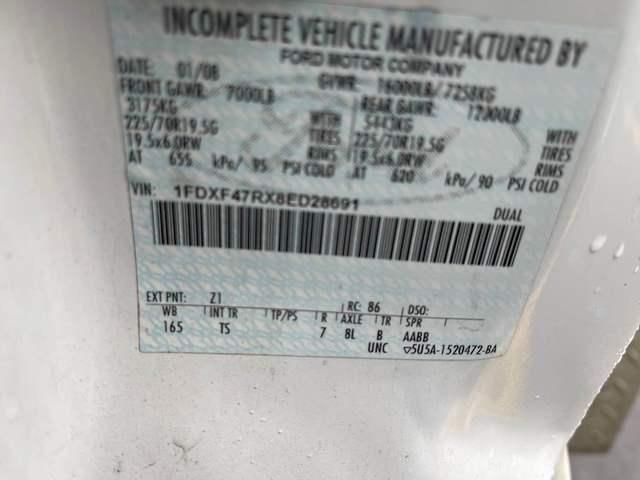 INCOMPLETE VEHICLE MANUFACTURED BY
FORD MOTOR COMPANY
DATE: 01/08 GVWR: 16000LB/7258KG
FRONT GAWR: 7000LB REAR GAWR: 12000LB
3175KG WITH 5443KG WITH
225/70R19.5G TIRES 225/70R19.5G TIRES
19.5x6.0RW RIMS 19.5x6.0RW RIMS
AT 655 kPa/ 95 PSI COLD AT 620 kPa/ 90 PSI COLD
VIN: 1FDXF47RX8ED28691
DUAL
EXT PNT: Z1 RC: 86 DSO:
WB INT TR TP/PS R AXLE TR SPR
165 TS 7 8L B AABB
UNC ▽5U5A-1520472-BA